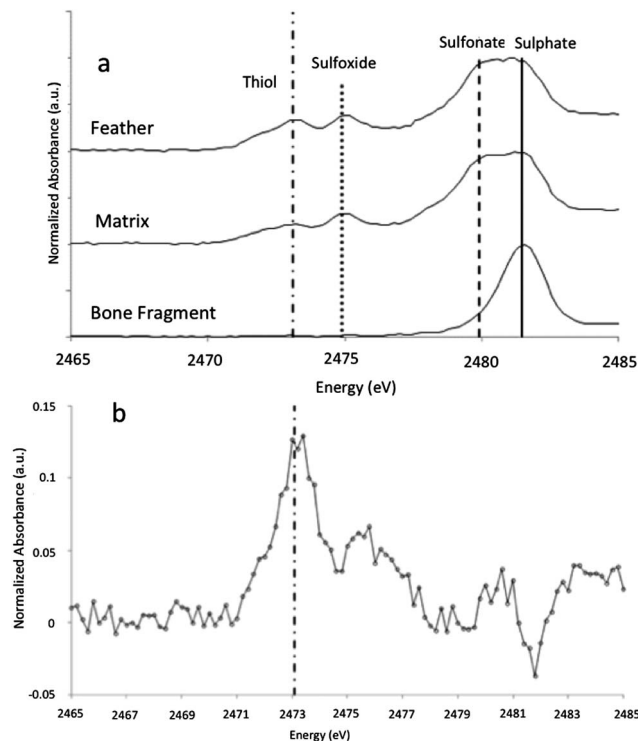 a
Thiol
Sulfoxide
Sulfonate
Sulphate
Feather
Matrix
Bone Fragment
Normalized Absorbance (a.u.)
2465 2470 2475 2480 2485
Energy (eV)
b
0.15
0.1
0.05
0
-0.05
Normalized Absorbance (a.u.)
2465 2467 2469 2471 2473 2475 2477 2479 2481 2483 2485
Energy (eV)